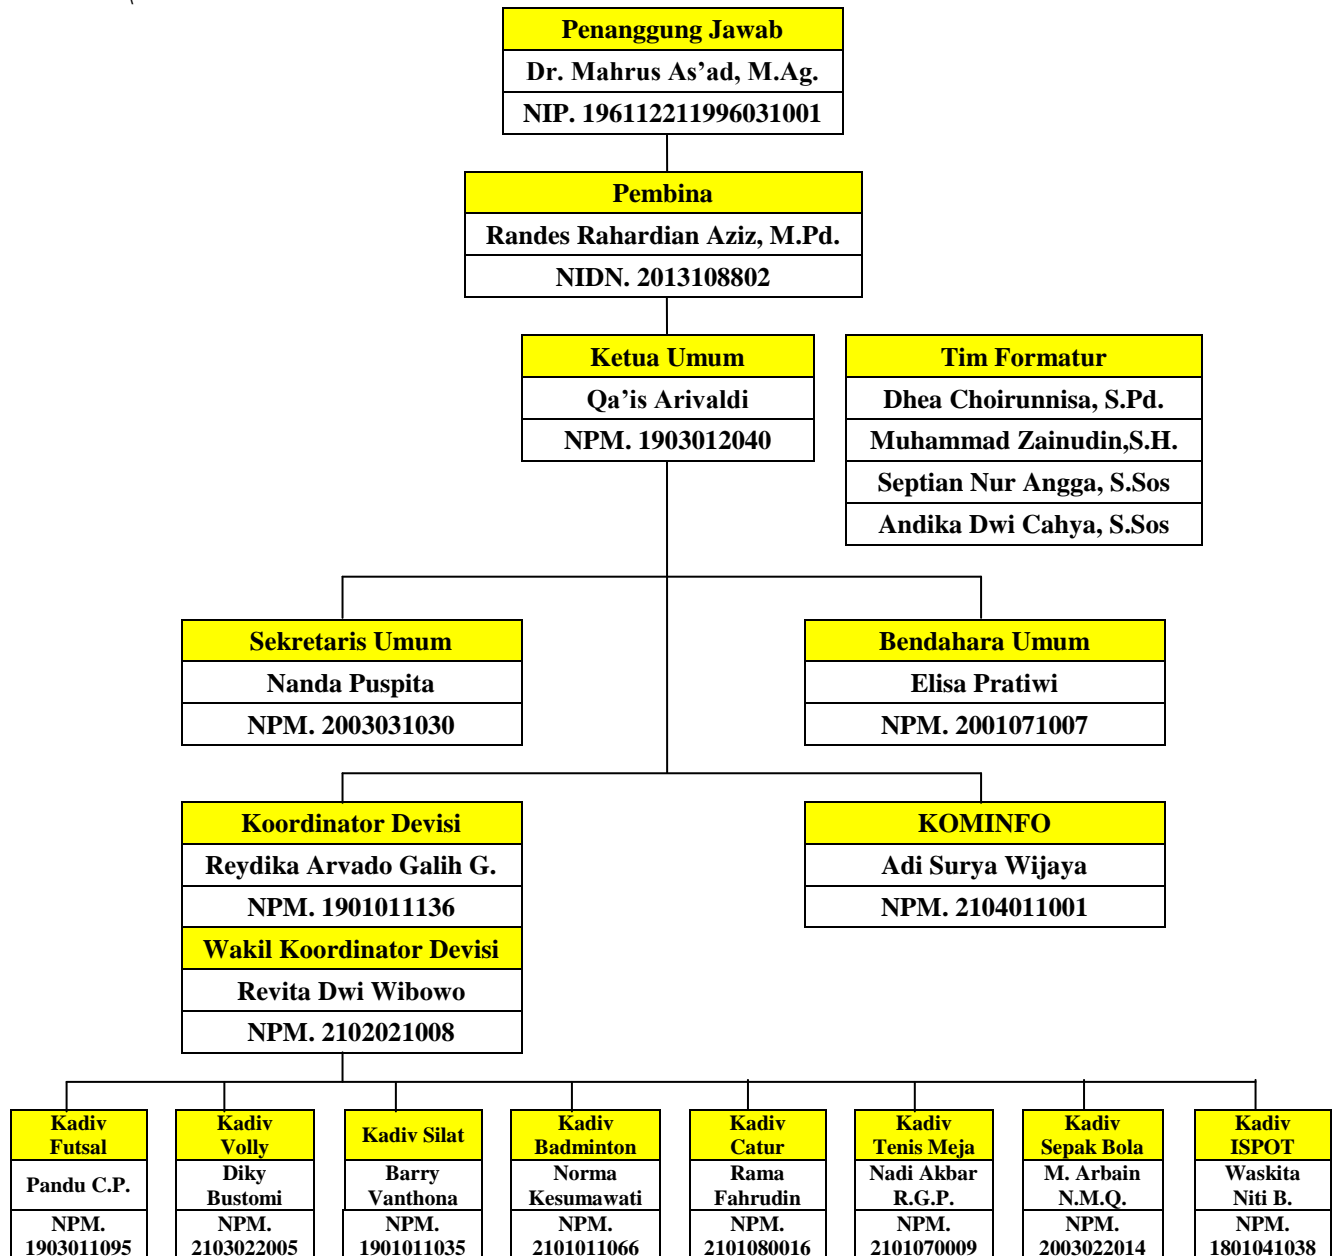 Penanggung Jawab
Dr. Mahrus As’ad, M.Ag.
NIP. 196112211996031001
Pembina
Randes Rahardian Aziz, M.Pd.
NIDN. 2013108802
Ketua Umum
Qa’is Arivaldi
NPM. 1903012040
Tim Formatur
Dhea Choirunnisa, S.Pd.
Muhammad Zainudin,S.H.
Septian Nur Angga, S.Sos
Andika Dwi Cahya, S.Sos
Sekretaris Umum
Nanda Puspita
NPM. 2003031030
Bendahara Umum
Elisa Pratiwi
NPM. 2001071007
Koordinator Devisi
Reydika Arvado Galih G.
NPM. 1901011136
Wakil Koordinator Devisi
Revita Dwi Wibowo
NPM. 2102021008
KOMINFO
Adi Surya Wijaya
NPM. 2104011001
Kadiv
Futsal
Pandu C.P.
NPM.
1903011095
Kadiv
Volly
Diky
Bustomi
NPM.
2103022005
Kadiv Silat
Barry
Vanthona
NPM.
1901011035
Kadiv
Badminton
Norma
Kesumawati
NPM.
2101011066
Kadiv
Catur
Rama
Fahrudin
NPM.
2101080016
Kadiv
Tenis Meja
Nadi Akbar
R.G.P.
NPM.
2101070009
Kadiv
Sepak Bola
M. Arbain
N.M.Q.
NPM.
2003022014
Kadiv
ISPOT
Waskita
Niti B.
NPM.
1801041038